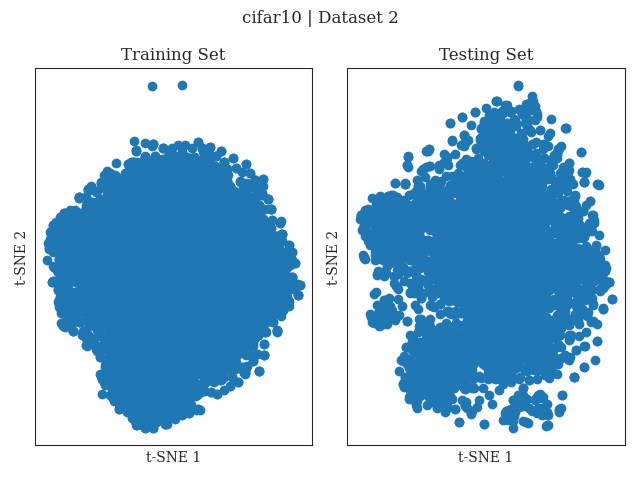 cifar10 | Dataset 2
Training Set
Testing Set
t-SNE 2
t-SNE 1
t-SNE 2
t-SNE 1